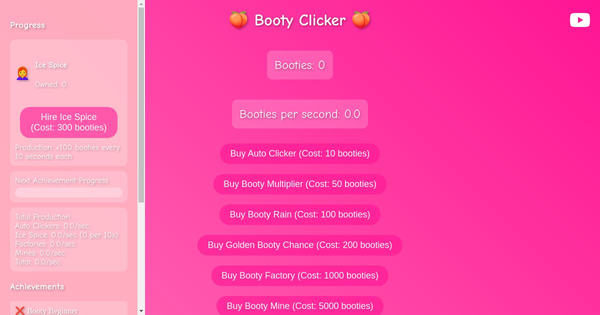 Progress
Ice Spice
Owned: 0
Hire Ice Spice
(Cost: 300 booties)
Production: +100 booties every
10 seconds each
Next Achievement Progress
Total Production:
Auto Clickers: 0.0/sec
Ice Spice: 0.0/sec (0 per 10s)
Factories: 0.0/sec
Mines: 0.0/sec
Total: 0.0/sec
Achievements
❌ Booty Beginner
🍑 Booty Clicker 🍑
Booties: 0
Booties per second: 0.0
Buy Auto Clicker (Cost: 10 booties)
Buy Booty Multiplier (Cost: 50 booties)
Buy Booty Rain (Cost: 100 booties)
Buy Golden Booty Chance (Cost: 200 booties)
Buy Booty Factory (Cost: 1000 booties)
Buy Booty Mine (Cost: 5000 booties)